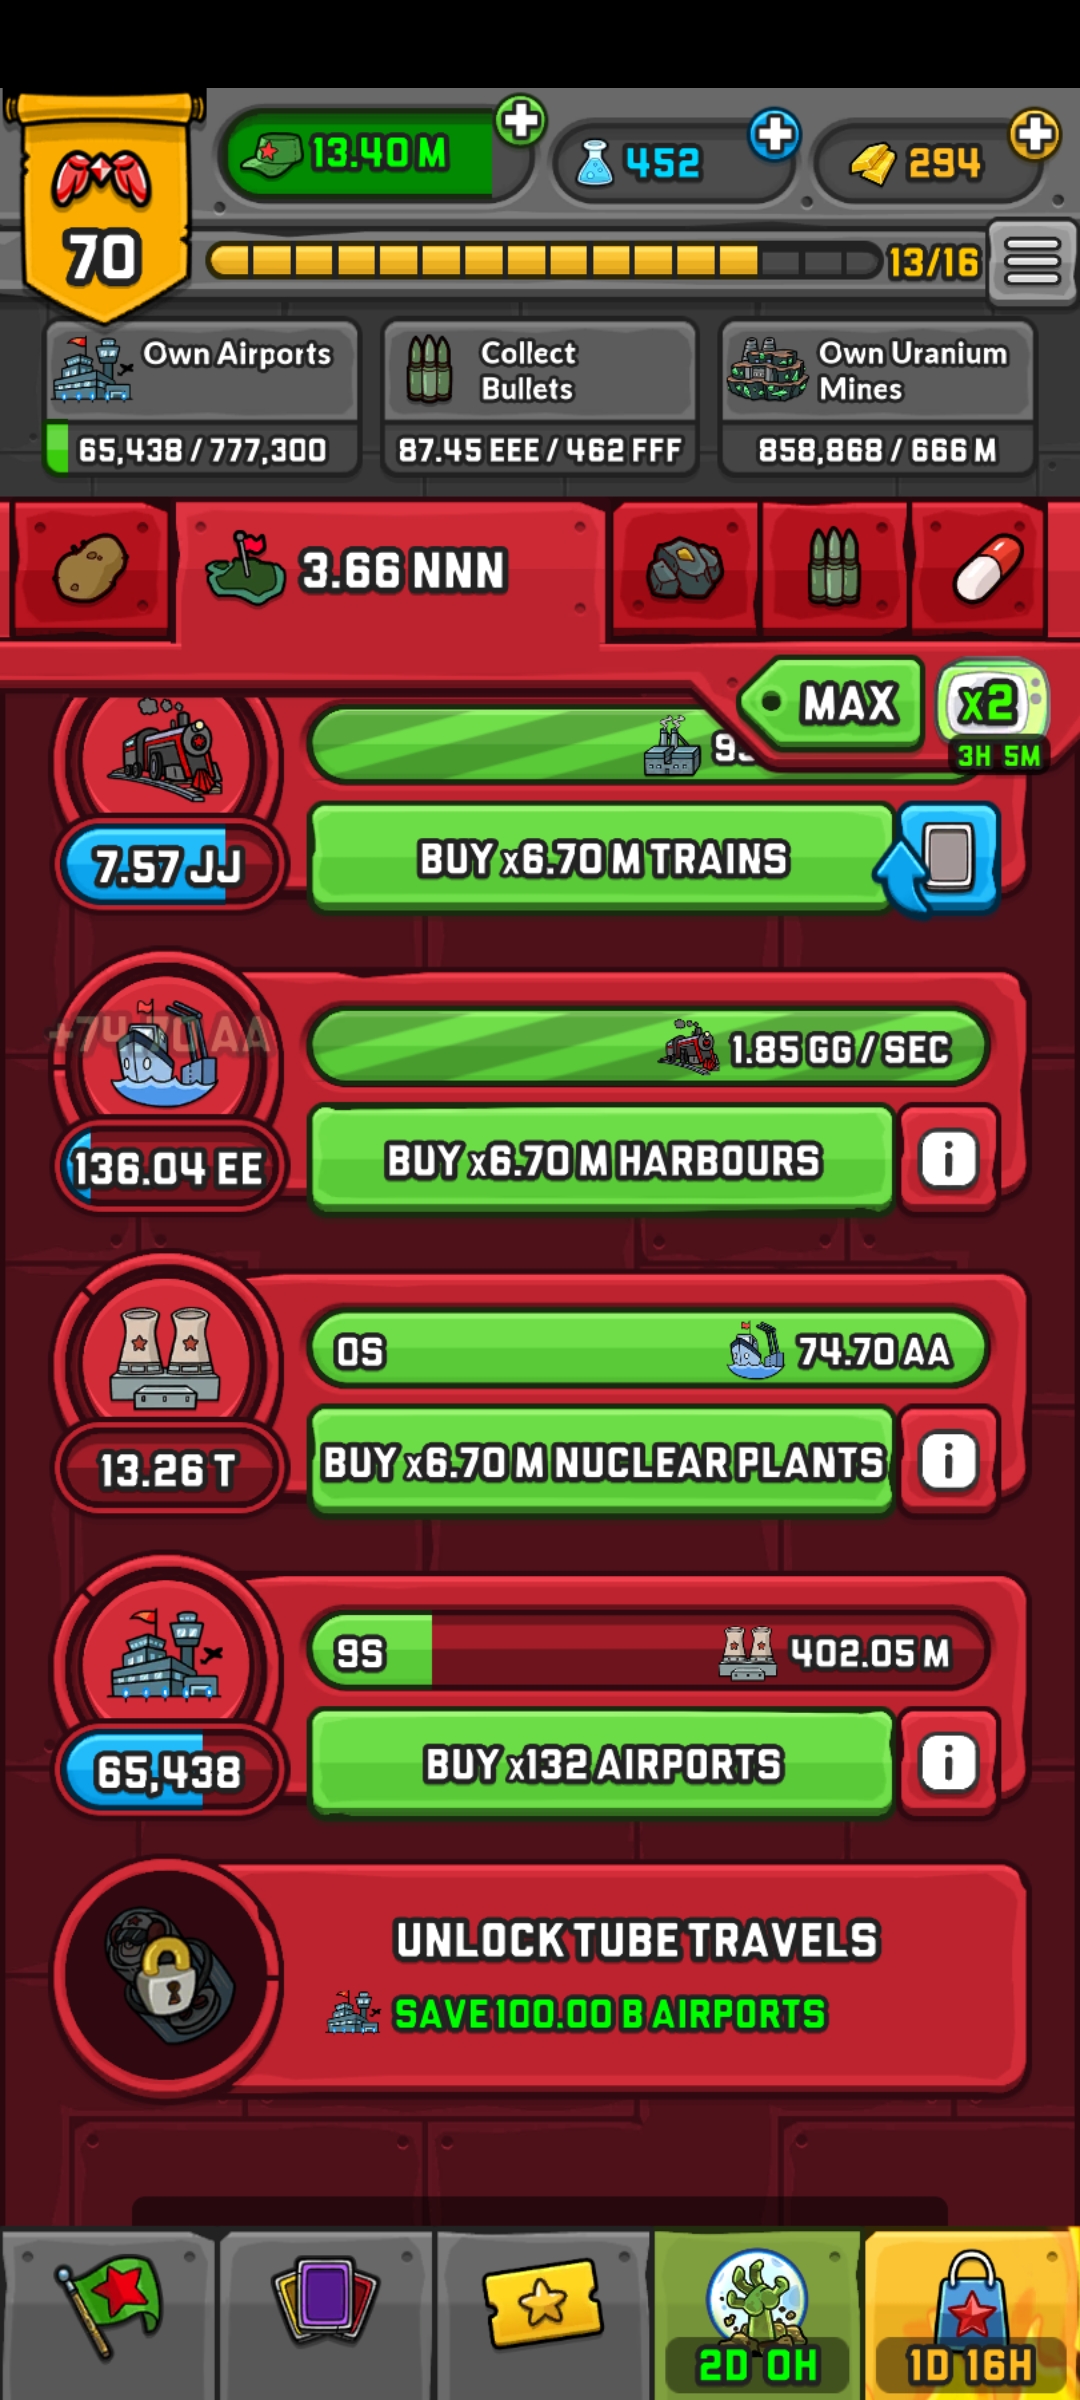 70
13.40 M
452
294
13/16
Own Airports
65,438 / 777,300
Collect
Bullets
87.45 EEE / 462 FFF
Own Uranium
Mines
858,868 / 666 M
3.66 NNN
MAX
x2
3H 5M
7.57 JJ
BUY x6.70 M TRAINS
+74.70 AA
1.85 GG / SEC
136.04 EE
BUY x6.70 M HARBOURS
0S
74.70 AA
13.26 T
BUY x6.70 M NUCLEAR PLANTS
9S
402.05 M
65,438
BUY x132 AIRPORTS
UNLOCK TUBE TRAVELS
SAVE 100.00 B AIRPORTS
2D 0H
1D 16H